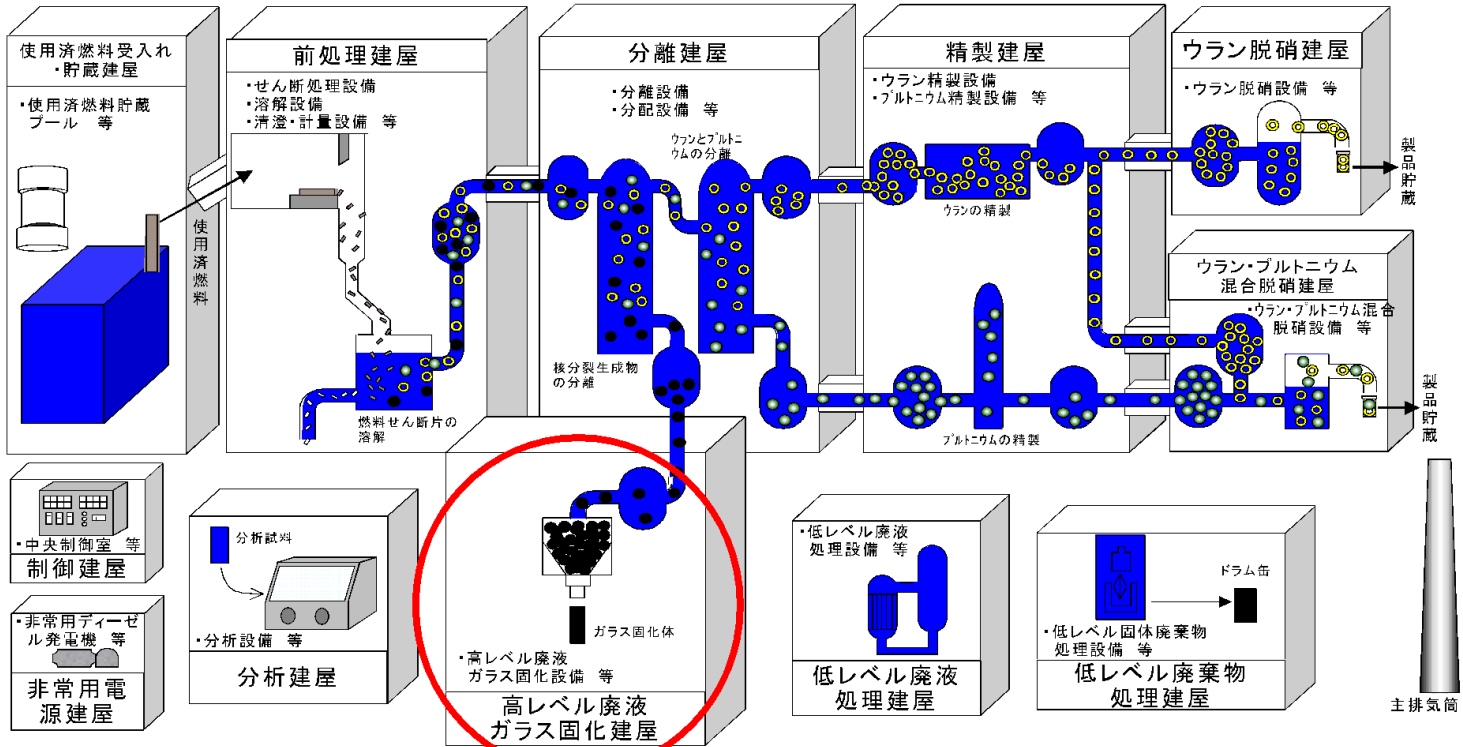 使用済燃料受入れ
・貯蔵建屋
・使用済燃料貯蔵
プール 等
使用済燃料
前処理建屋
・せん断処理設備
・溶解設備
・清澄・計量設備 等
燃料せん断片の
溶解
分離建屋
・分離設備
・分配設備 等
ウランとプルトニ
ウムの分離
核分裂生成物
の分離
精製建屋
・ウラン精製設備
・プルトニウム精製設備 等
ウランの精製
プルトニウムの精製
ウラン脱硝建屋
・ウラン脱硝設備 等
製品貯蔵
ウラン・プルトニウム
混合脱硝建屋
・ウラン・プルトニウム混合
脱硝設備 等
製品貯蔵
・中央制御室 等
制御建屋
・非常用ディーゼ
ル発電機 等
非常用電
源建屋
分析試料
・分析設備 等
分析建屋
ガラス固化体
・高レベル廃液
ガラス固化設備 等
高レベル廃液
ガラス固化建屋
・低レベル廃液
処理設備 等
低レベル廃液
処理建屋
ドラム缶
・低レベル固体廃棄物
処理設備 等
低レベル廃棄物
処理建屋
主排気筒